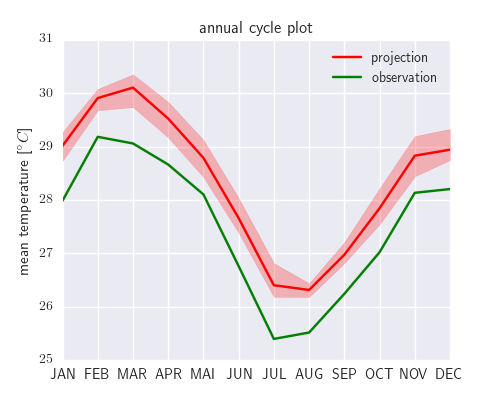 annual cycle plot
31
30
29
28
27
26
25
mean temperature [°C]
projection
observation
JAN FEB MAR APR MAI JUN JUL AUG SEP OCT NOV DEC